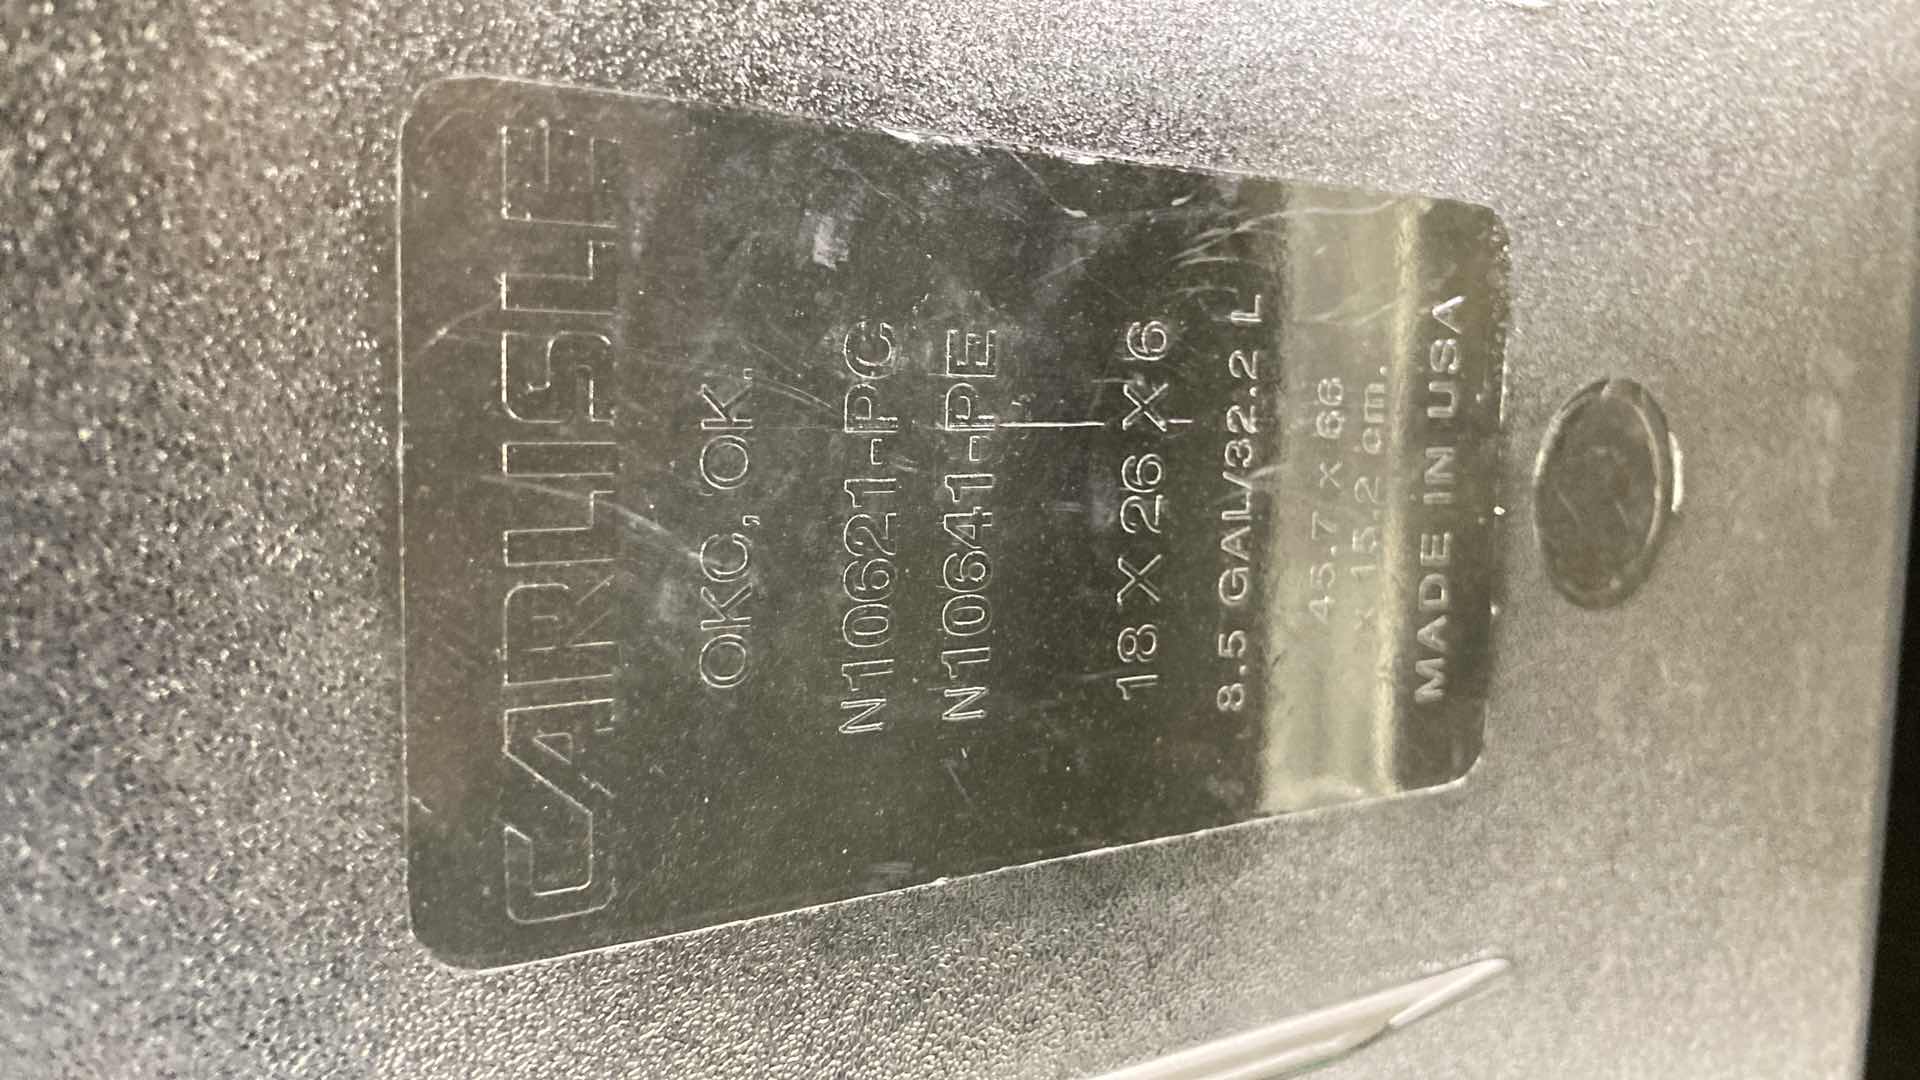 CARLISLE
OKC, OK.
N10621-PC
N10641-PE
18 X 26 X 6
8.5 GAL/32.2 L
45.7 X 66
X 15.2 cm.
MADE IN USA